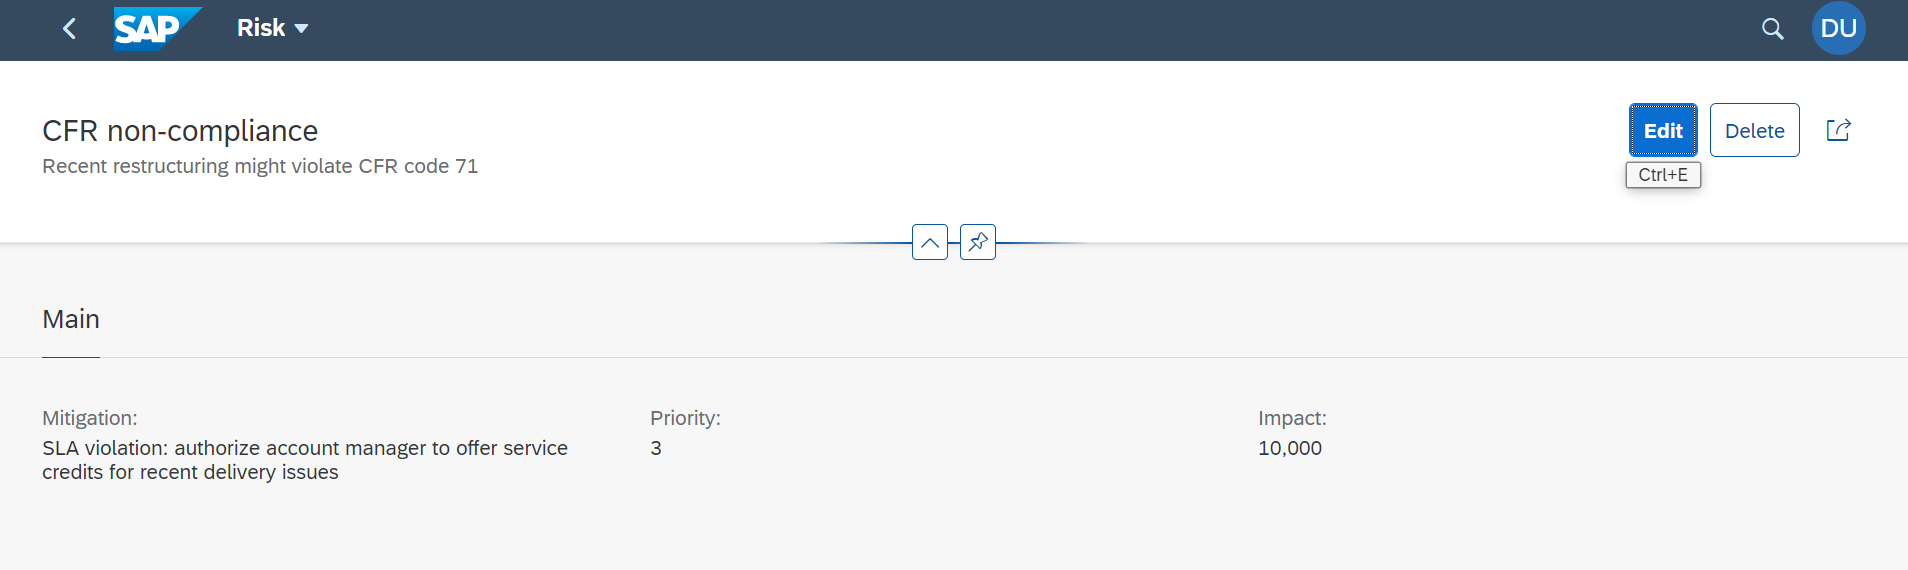 SAP
Risk
DU
CFR non-compliance
Recent restructuring might violate CFR code 71
Edit
Delete
Ctrl+E
Main
Mitigation:
SLA violation: authorize account manager to offer service
credits for recent delivery issues
Priority:
3
Impact:
10,000